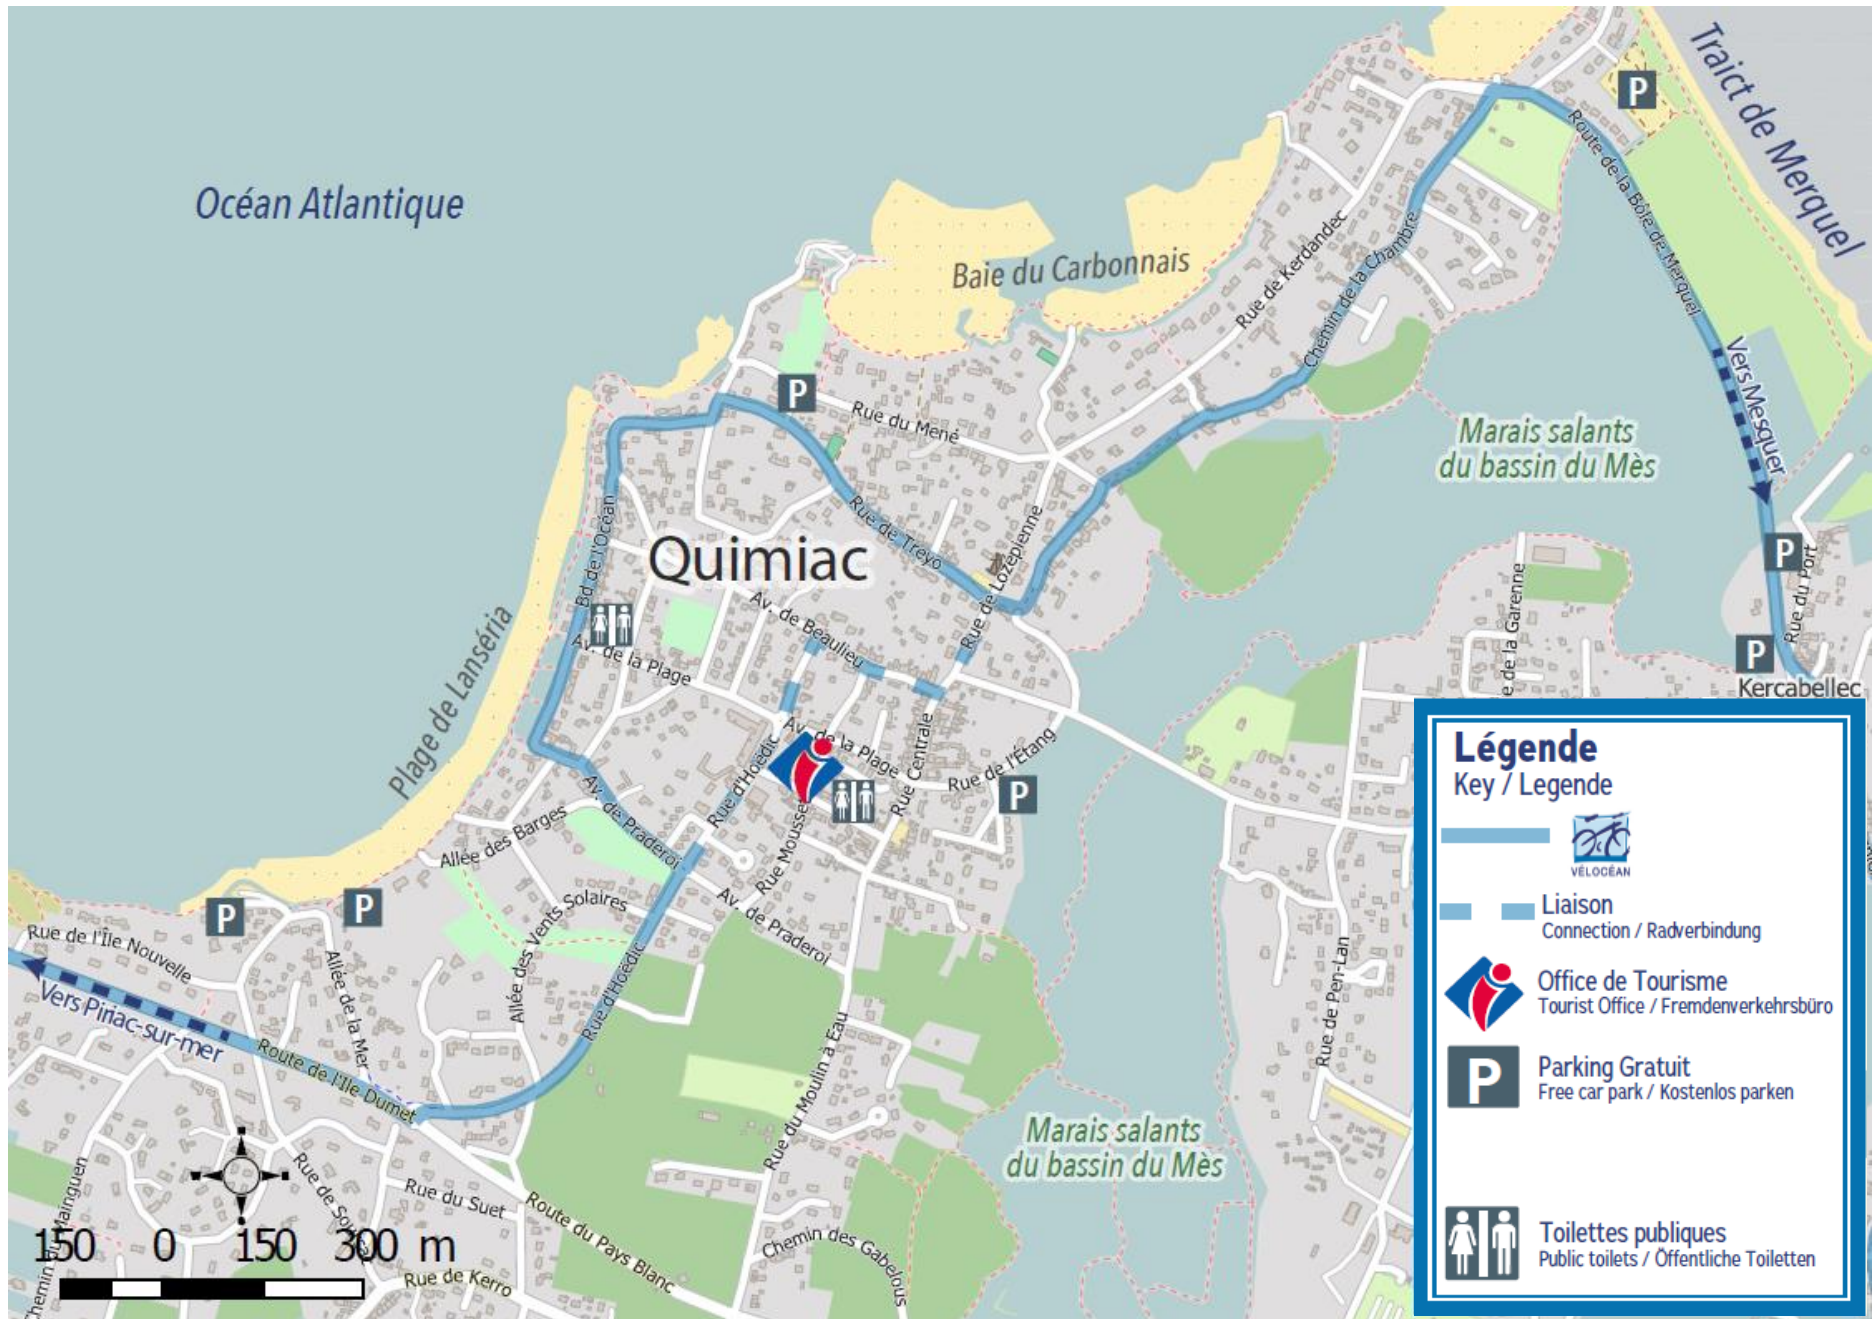 Traict de Merquel
P
Océan Atlantique
Route de la Bôle de Merquel
Baie du Carbonnais
Rue de Kerdandec
Chemin de la Chambre
Vers Mesquer
P
Rue du Mené
Marais salants
du bassin du Mès
Bd de l'Océan
Rue de Treyo
Rue de Lozépienne
Quimiac
P
Rue du Port
P
Kercabellec
e de la Garenne
Av. de Beaulieu
Av. de la Plage
Plage de Lanséria
Av. de la Plage
Rue Centrale
Rue de l'Étang
P
Rue d'Hoëdic
Av. de Praderoi
Allée des Barges
Rue Mousse
Allée des Vents Solaires
Av. de Praderoi
P
P
Rue de l'Île Nouvelle
Allée de la Mer
Rue d'Hoëdic
Vers Piriac-sur-mer
Route de l'Ile Dumet
Rue de Pen-Lan
Rue du Moulin à Eau
Marais salants
du bassin du Mès
Rue du Suet
Route du Pays Blanc
Chemin des Gabelous
Rue de Kerro
150 0 150 300 m
Légende
Key / Legende
VÉLOCÉAN
Liaison
Connection / Radverbindung
Office de Tourisme
Tourist Office / Fremdenverkehrsbüro
P
Parking Gratuit
Free car park / Kostenlos parken
Toilettes publiques
Public toilets / Öffentliche Toiletten